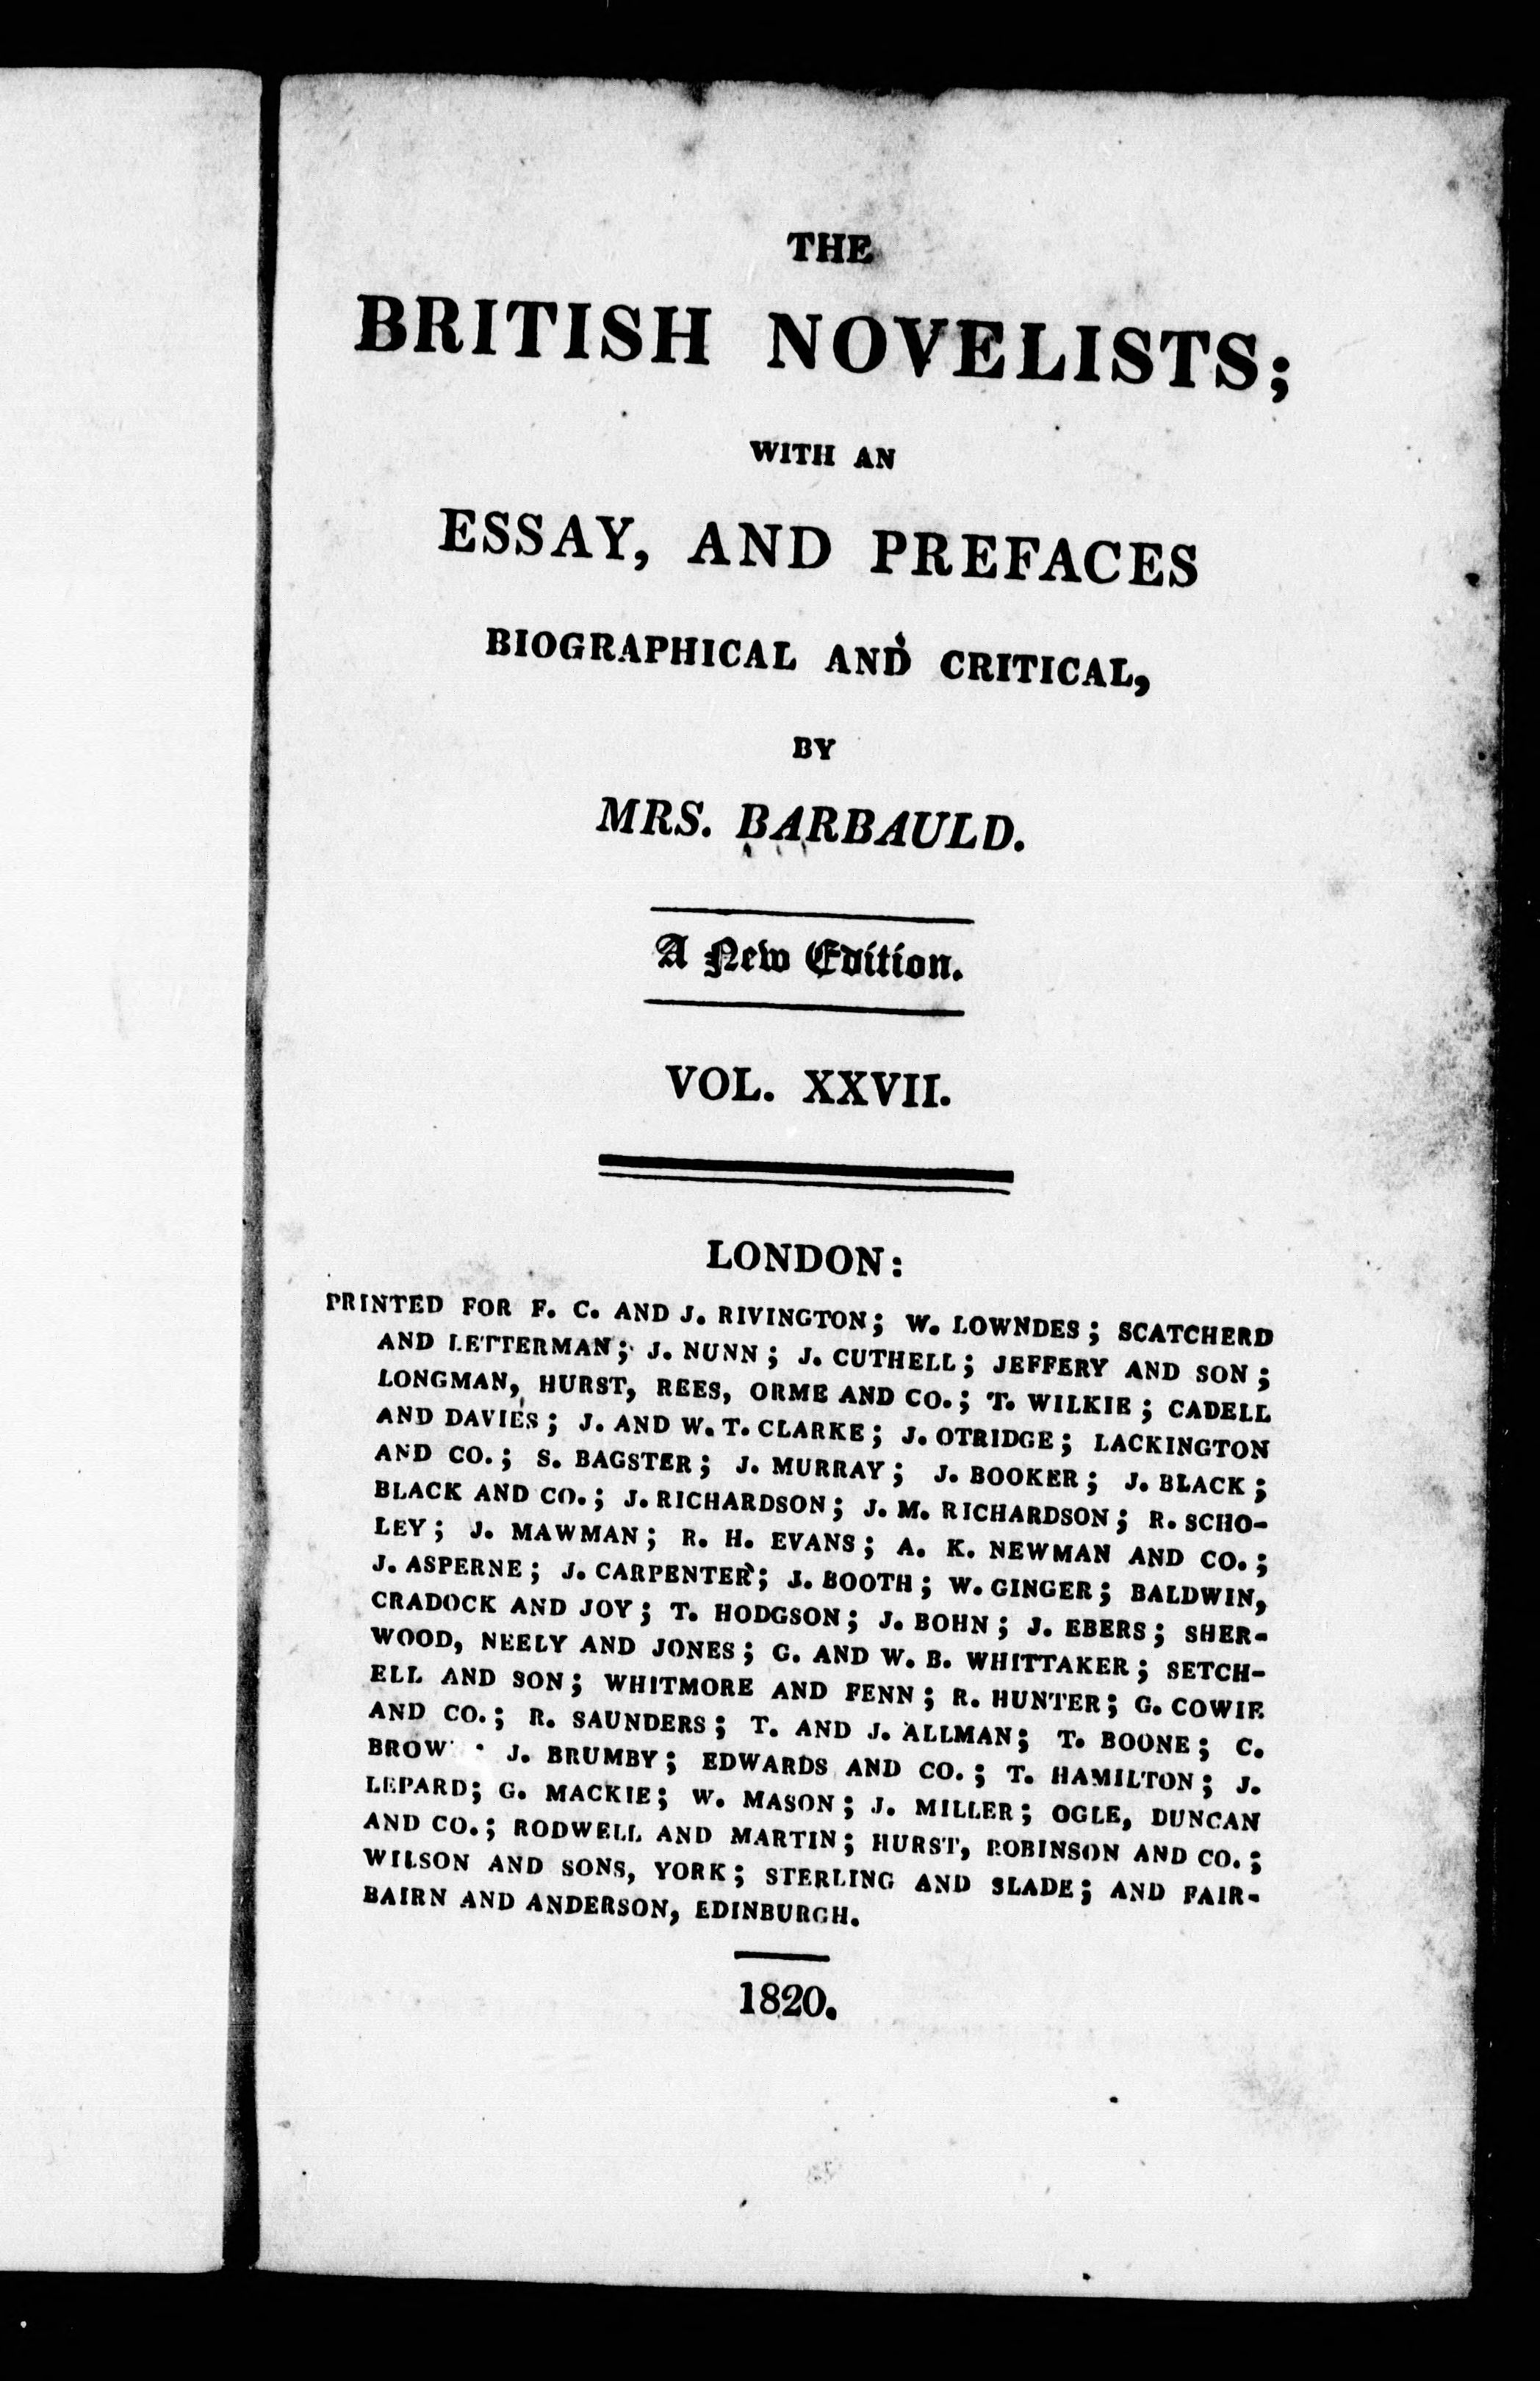 THE
BRITISH NOVELISTS;
WITH AN
ESSAY, AND PREFACES
BIOGRAPHICAL AND CRITICAL,
BY
MRS. BARBAULD.
A New Edition.
VOL. XXVII.
LONDON:
PRINTED FOR F. C. AND J. RIVINGTON; W. LOWNDES; SCATCHERD
AND LETTERMAN; J. NUNN; J. CUTHELL; JEFFERY AND SON;
LONGMAN, HURST, REES, ORME AND CO.; T. WILKIE; CADELL
AND DAVIES; J. AND W. T. CLARKE; J. OTRIDGE; LACKINGTON
AND CO.; S. BAGSTER; J. MURRAY; J. BOOKER; J. BLACK;
BLACK AND CO.; J. RICHARDSON; J. M. RICHARDSON; R. SCHO-
LEY; J. MAWMAN; R. H. EVANS; A. K. NEWMAN AND CO.;
J. ASPERNE; J. CARPENTER; J. BOOTH; W. GINGER; BALDWIN,
CRADOCK AND JOY; T. HODGSON; J. BOHN; J. EBERS; SHER-
WOOD, NEELY AND JONES; G. AND W. B. WHITTAKER; SETCH-
ELL AND SON; WHITMORE AND FENN; R. HUNTER; G. COWIE
AND CO.; R. SAUNDERS; T. AND J. ALLMAN; T. BOONE; C.
J. BRUMBY; EDWARDS AND CO.; T. HAMILTON; J.
LEPARD; G. MACKIE; W. MASON; J. MILLER; OGLE, DUNCAN
AND CO.; RODWELL AND MARTIN; HURST, ROBINSON AND CO.;
WILSON AND SONS, YORK; STERLING AND SLADE; AND FAIR-
BAIRN AND ANDERSON, EDINBURGH.
1820.